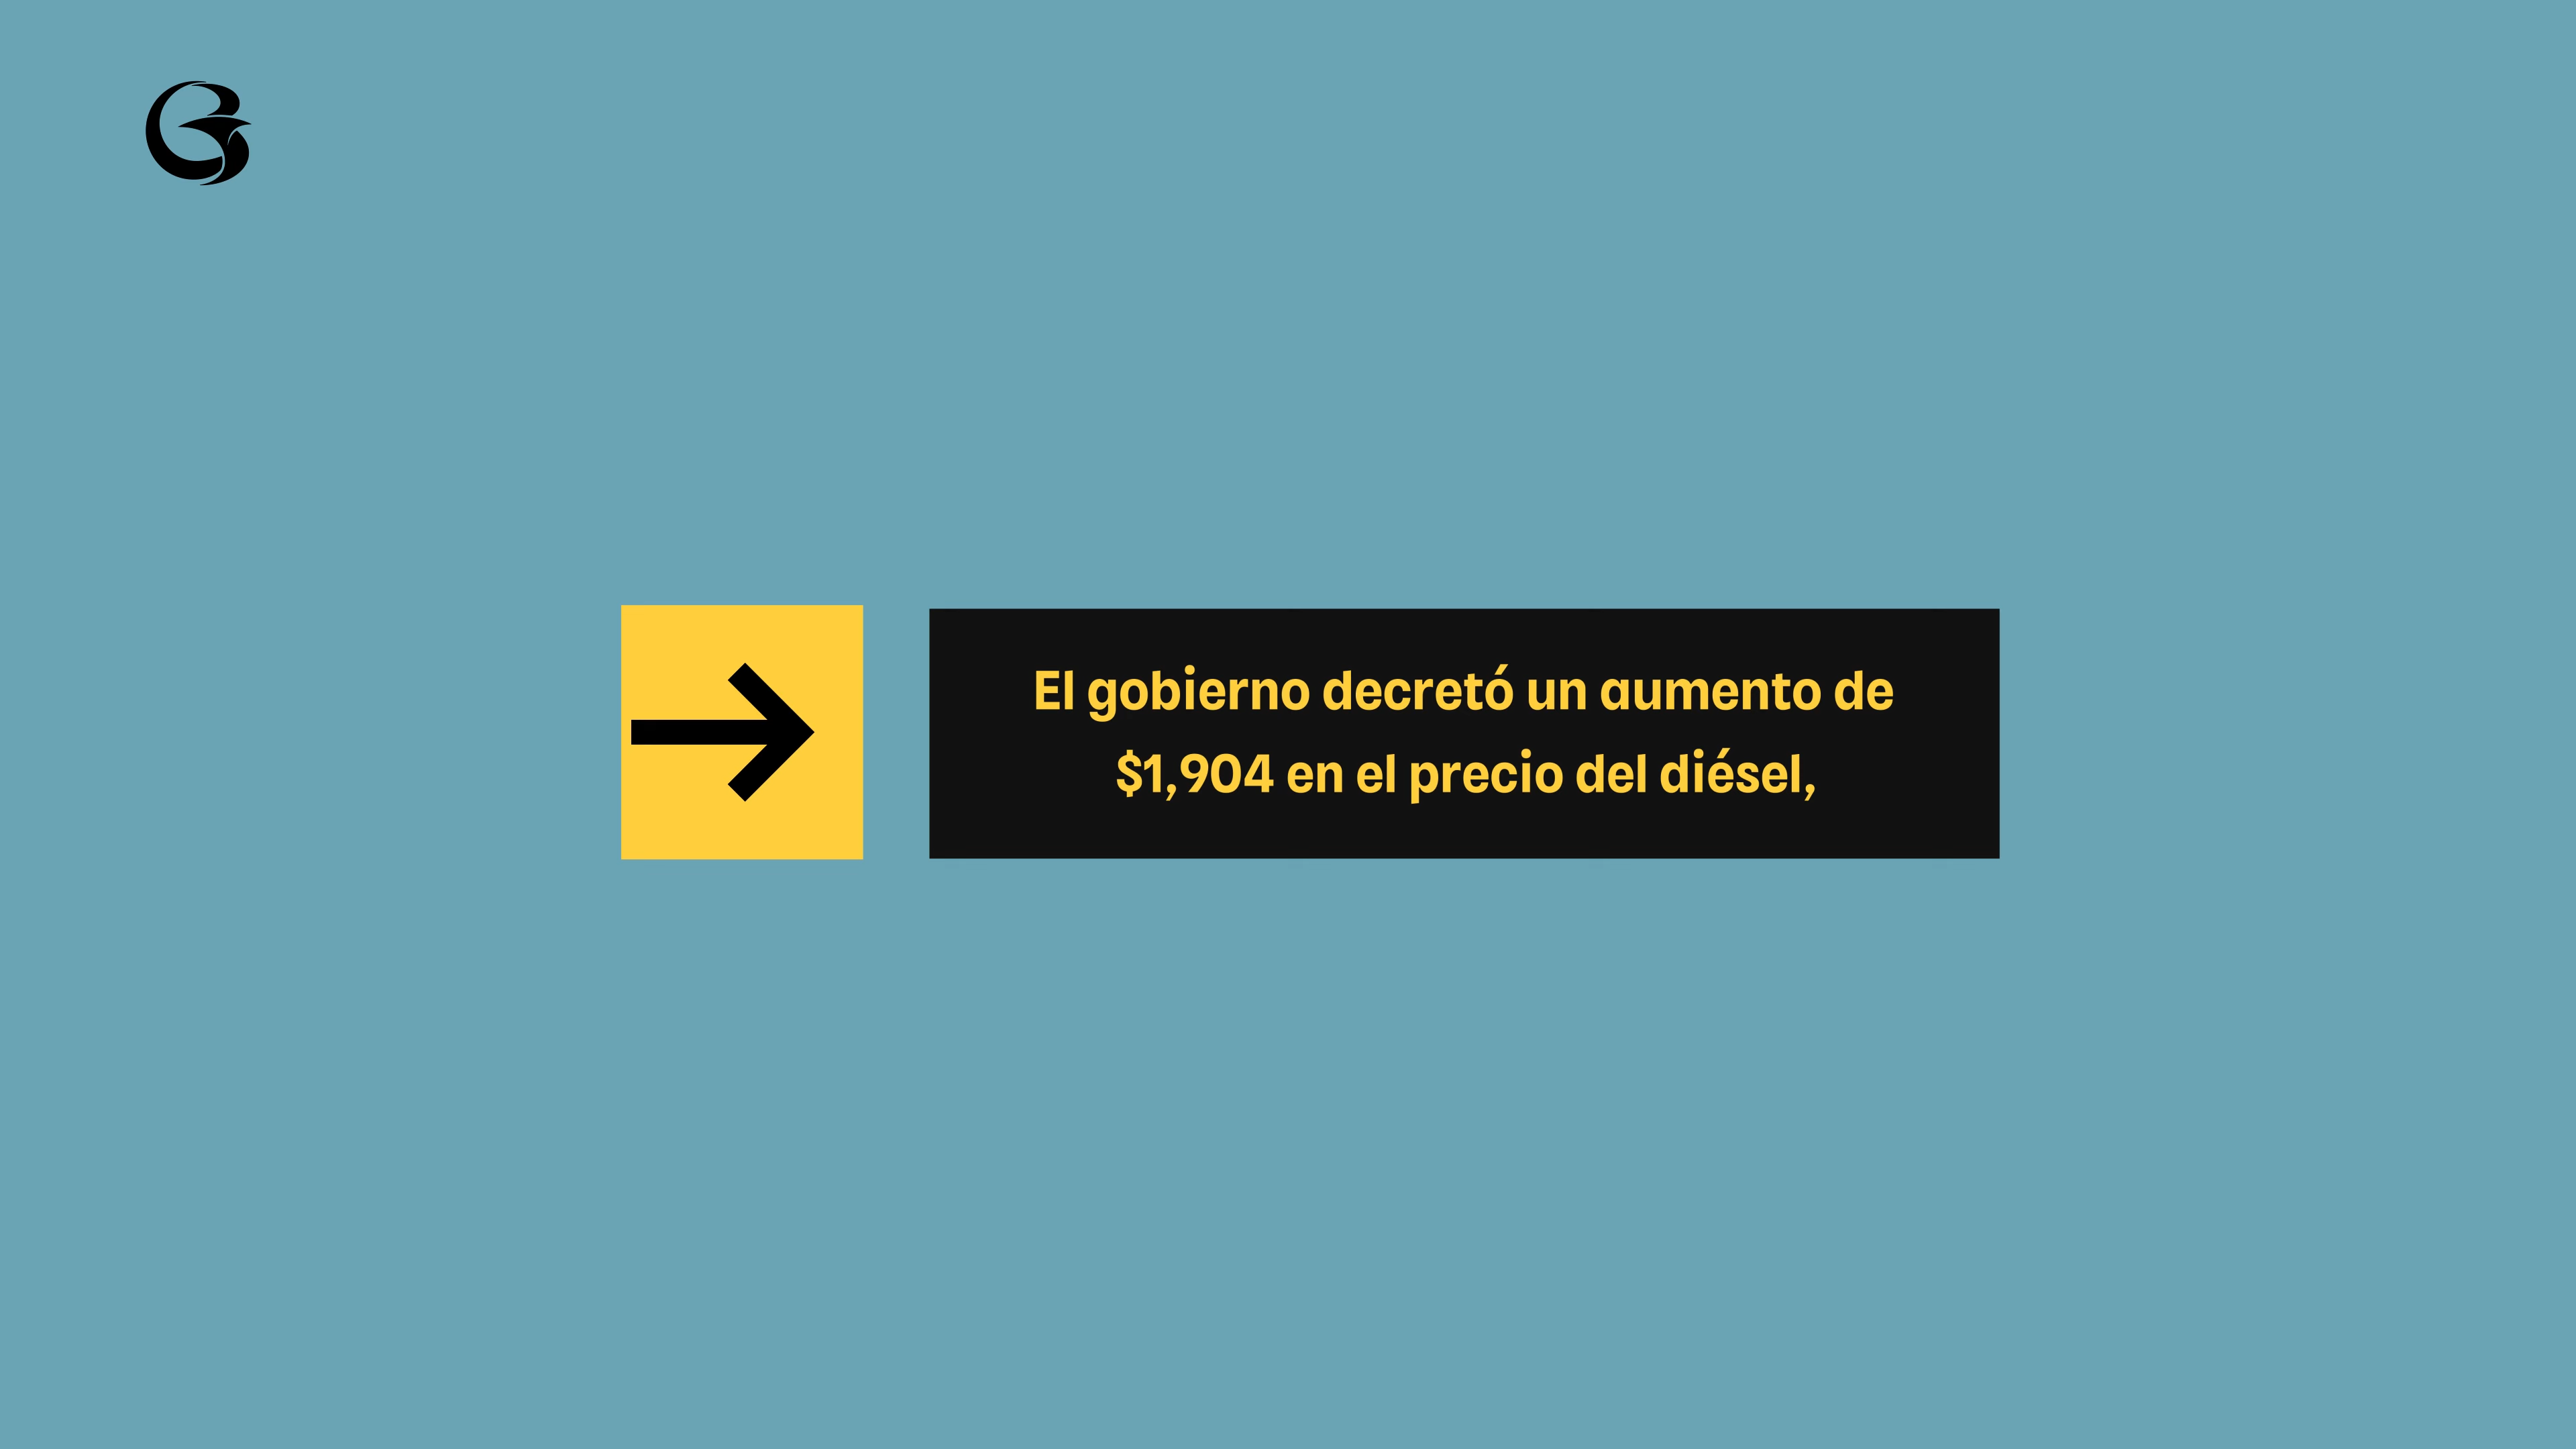 El gobierno decretó un aumento de
$1,904 en el precio del diésel,